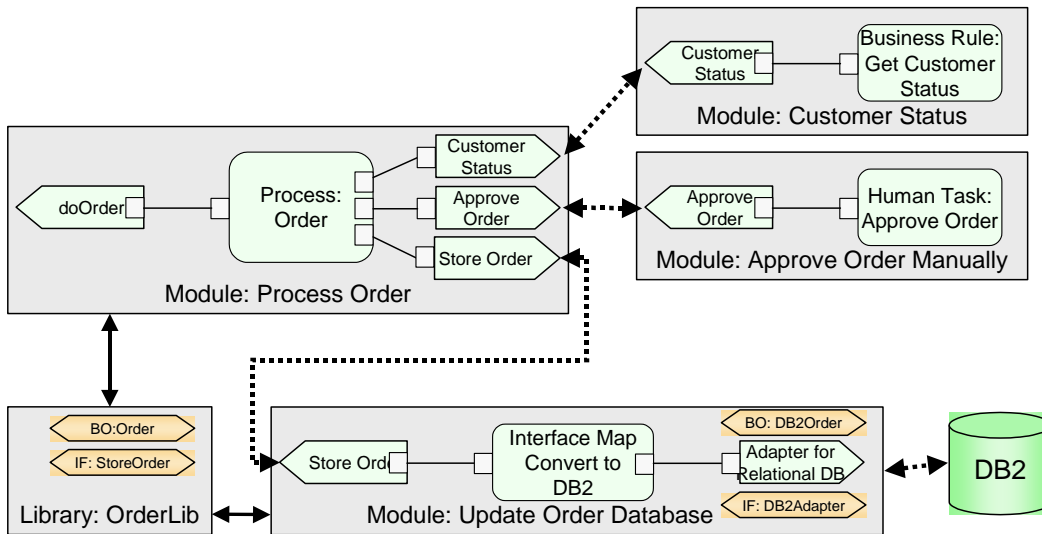 Customer
Status
Business Rule:
Get Customer
Status
Module: Customer Status
doOrder
Process:
Order
Customer
Status
Approve
Order
Store Order
Module: Process Order
Approve
Order
Human Task:
Approve Order
Module: Approve Order Manually
BO:Order
IF: StoreOrder
Library: OrderLib
Store Order
Interface Map
Convert to
DB2
BO: DB2Order
Adapter for
Relational DB
IF: DB2Adapter
Module: Update Order Database
DB2